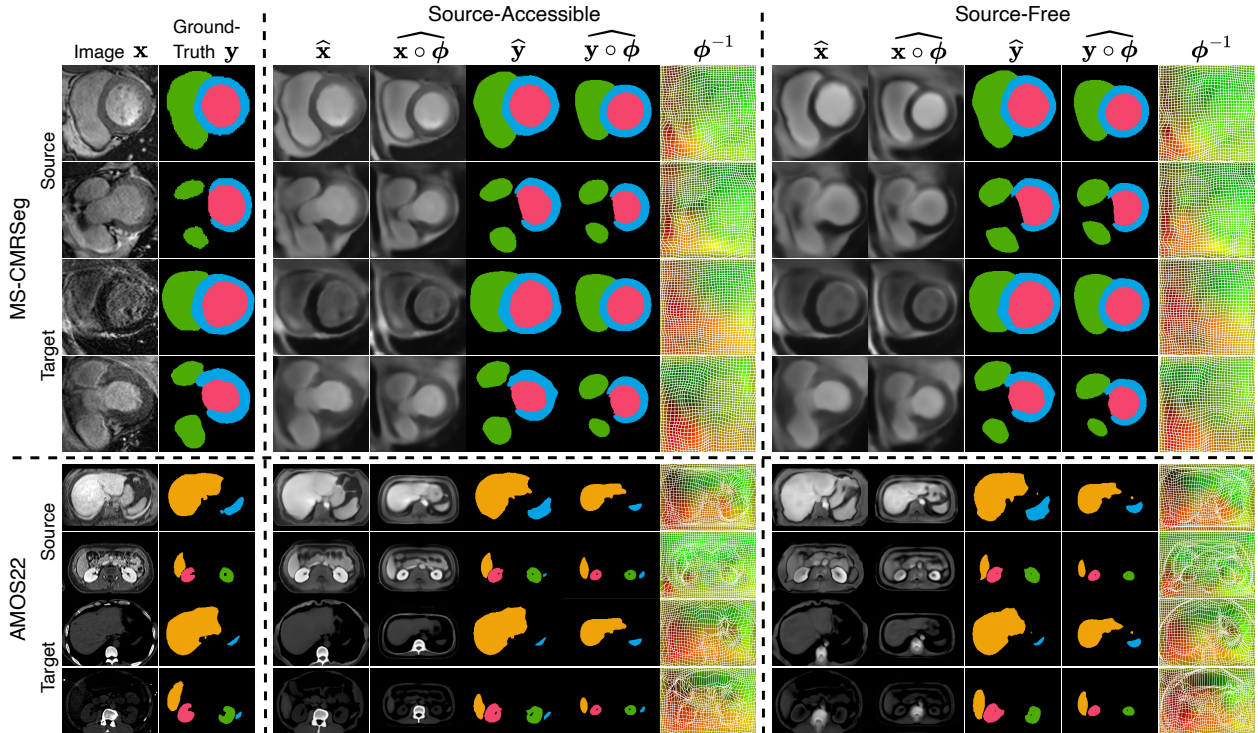 Source-Accessible
Source-Free
Ground-
Image x
Truth y
x̂
x ∘ ϕ
ŷ
y ∘ ϕ
ϕ⁻¹
x̂
x ∘ ϕ
ŷ
y ∘ ϕ
ϕ⁻¹
MS-CMRSeg
Source
Target
AMOS22
Source
Target